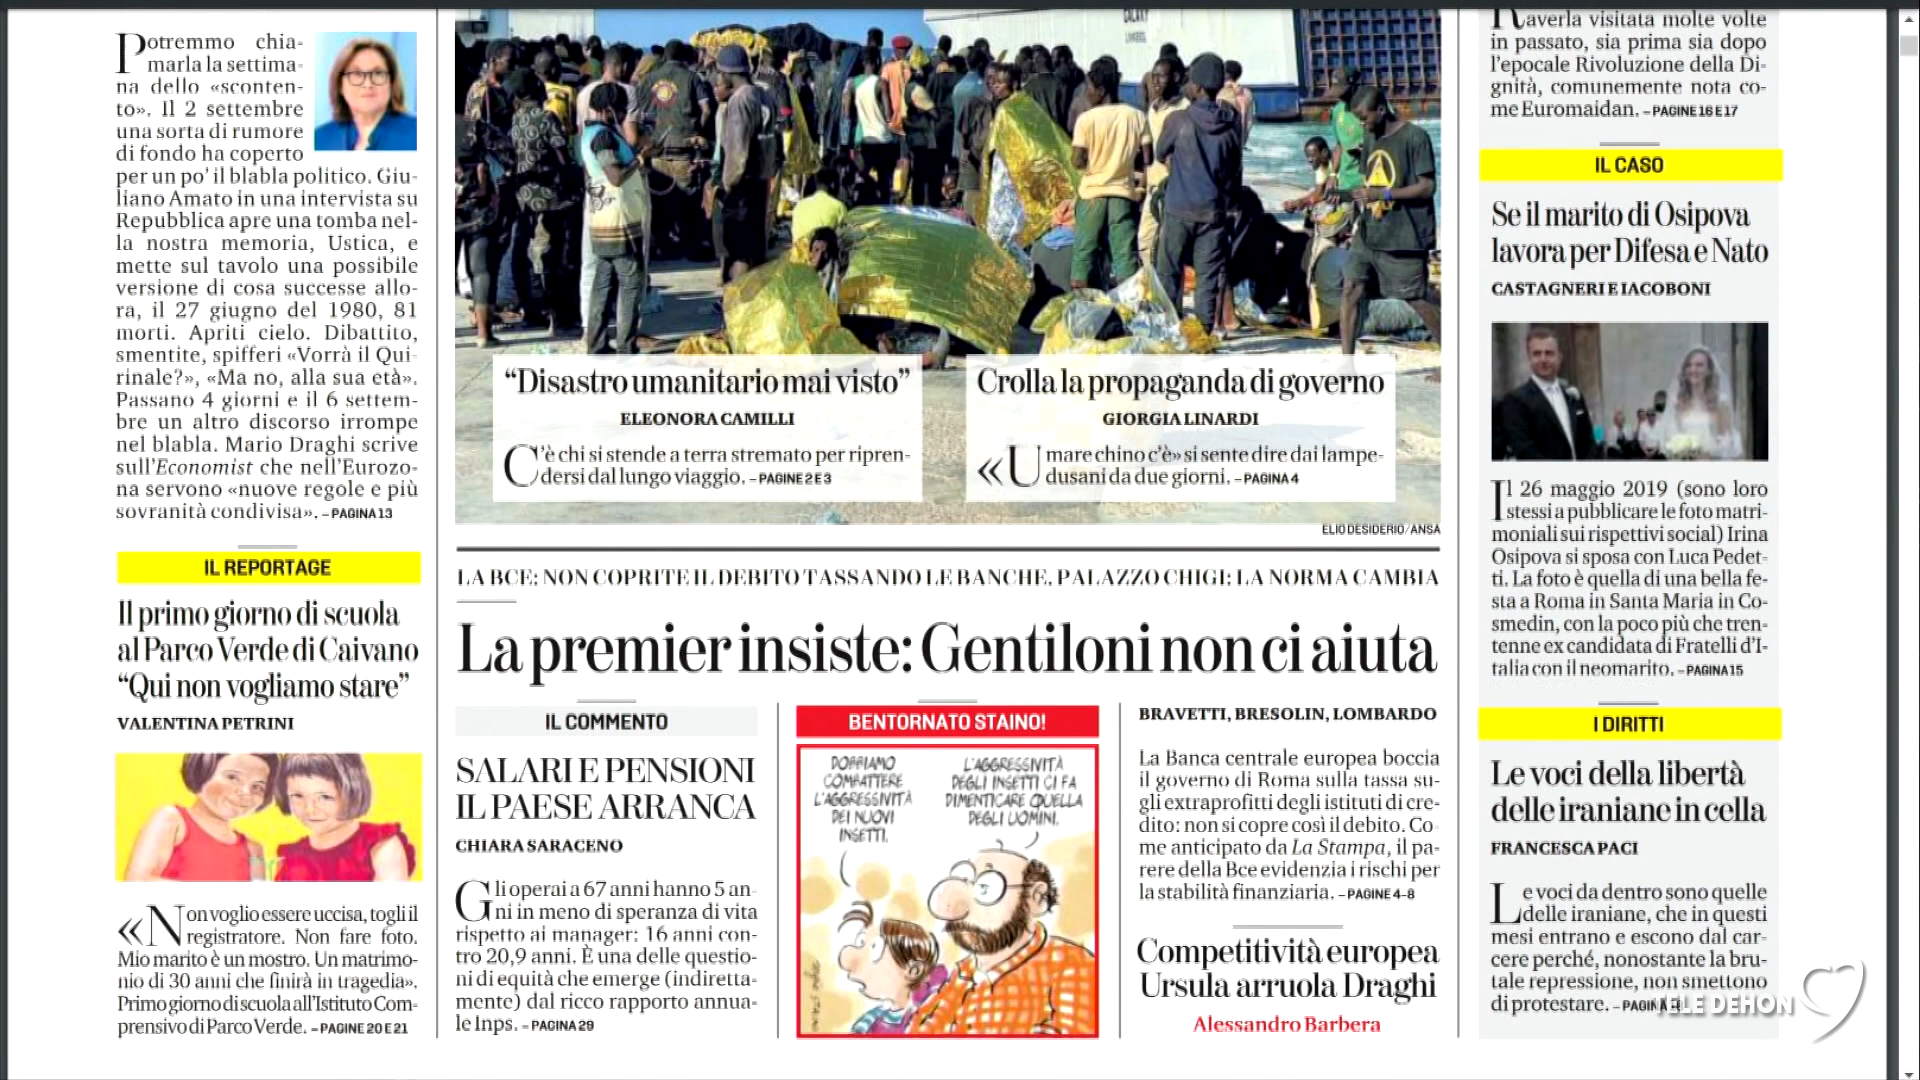 Potremmo chia-
marla la settima-
na dello «sconten-
to». Il 2 settembre
una sorta di rumore
di fondo ha coperto
per un po' il blabla politico. Giu-
liano Amato in una intervista su
Repubblica apre una tomba nel-
la nostra memoria, Ustica, e
mette sul tavolo una possibile
versione di cosa successe allo-
ra, il 27 giugno del 1980, 81
morti. Apriti cielo. Dibattito,
smentite, spifferi «Vorrà il Qui-
rinale?», «Ma no, alla sua età».
Passano 4 giorni e il 6 settem-
bre un altro discorso irrompe
nel blabla. Mario Draghi scrive
sull'Economist che nell'Eurozo-
na servono «nuove regole e più
sovranità condivisa». – PAGINA 13
IL REPORTAGE
Il primo giorno di scuola
al Parco Verde di Caivano
“Qui non vogliamo stare”
VALENTINA PETRINI
«Non voglio essere uccisa, togli il
registratore. Non fare foto.
Mio marito è un mostro. Un matrimo-
nio di 30 anni che finirà in tragedia».
Primo giorno di scuola all'Istituto Com-
prensivo di Parco Verde. – PAGINE 20 E 21
GALAXY
“Disastro umanitario mai visto”
ELEONORA CAMILLI
C'è chi si stende a terra stremato per ripren-
dersi dal lungo viaggio. – PAGINE 2 E 3
Crolla la propaganda di governo
GIORGIA LINARDI
«U mare chino c'è» si sente dire dai lampe-
dusani da due giorni. – PAGINA 4
ELIO DESIDERIO/ANSA
LA BCE: NON COPRITE IL DEBITO TASSANDO LE BANCHE. PALAZZO CHIGI: LA NORMA CAMBIA
La premier insiste: Gentiloni non ci aiuta
IL COMMENTO
SALARI E PENSIONI
IL PAESE ARRANCA
CHIARA SARACENO
Gli operai a 67 anni hanno 5 an-
ni in meno di speranza di vita
rispetto ai manager: 16 anni con-
tro 20,9 anni. È una delle questio-
ni di equità che emerge (indiretta-
mente) dal ricco rapporto annua-
le Inps. – PAGINA 29
BENTORNATO STAINO!
DOBBIAMO
COMBATTERE
L'AGGRESSIVITÀ
DEI NUOVI
INSETTI.
L'AGGRESSIVITÀ
DEGLI INSETTI CI FA
DIMENTICARE QUELLA
DEGLI UOMINI.
BRAVETTI, BRESOLIN, LOMBARDO
La Banca centrale europea boccia
il governo di Roma sulla tassa su-
gli extraprofitti degli istituti di cre-
dito: non si copre così il debito. Co-
me anticipato da La Stampa, il pa-
rere della Bce evidenzia i rischi per
la stabilità finanziaria. – PAGINE 4-8
Competitività europea
Ursula arruola Draghi
Alessandro Barbera
averla visitata molte volte
in passato, sia prima sia dopo
l'epocale Rivoluzione della Di-
gnità, comunemente nota co-
me Euromaidan. – PAGINE 16 E 17
IL CASO
Se il marito di Osipova
lavora per Difesa e Nato
CASTAGNERI E IACOBONI
Il 26 maggio 2019 (sono loro
stessi a pubblicare le foto matri-
moniali sui rispettivi social) Irina
Osipova si sposa con Luca Pedet-
ti. La foto è quella di una bella fe-
sta a Roma in Santa Maria in Co-
smedin, con la poco più che tren-
tenne ex candidata di Fratelli d'I-
talia con il neomarito. – PAGINA 15
I DIRITTI
Le voci della libertà
delle iraniane in cella
FRANCESCA PACI
Le voci da dentro sono quelle
delle iraniane, che in questi
mesi entrano e escono dal car-
cere perché, nonostante la bru-
tale repressione, non smettono
di protestare. – PAGINA
TELE DEHON